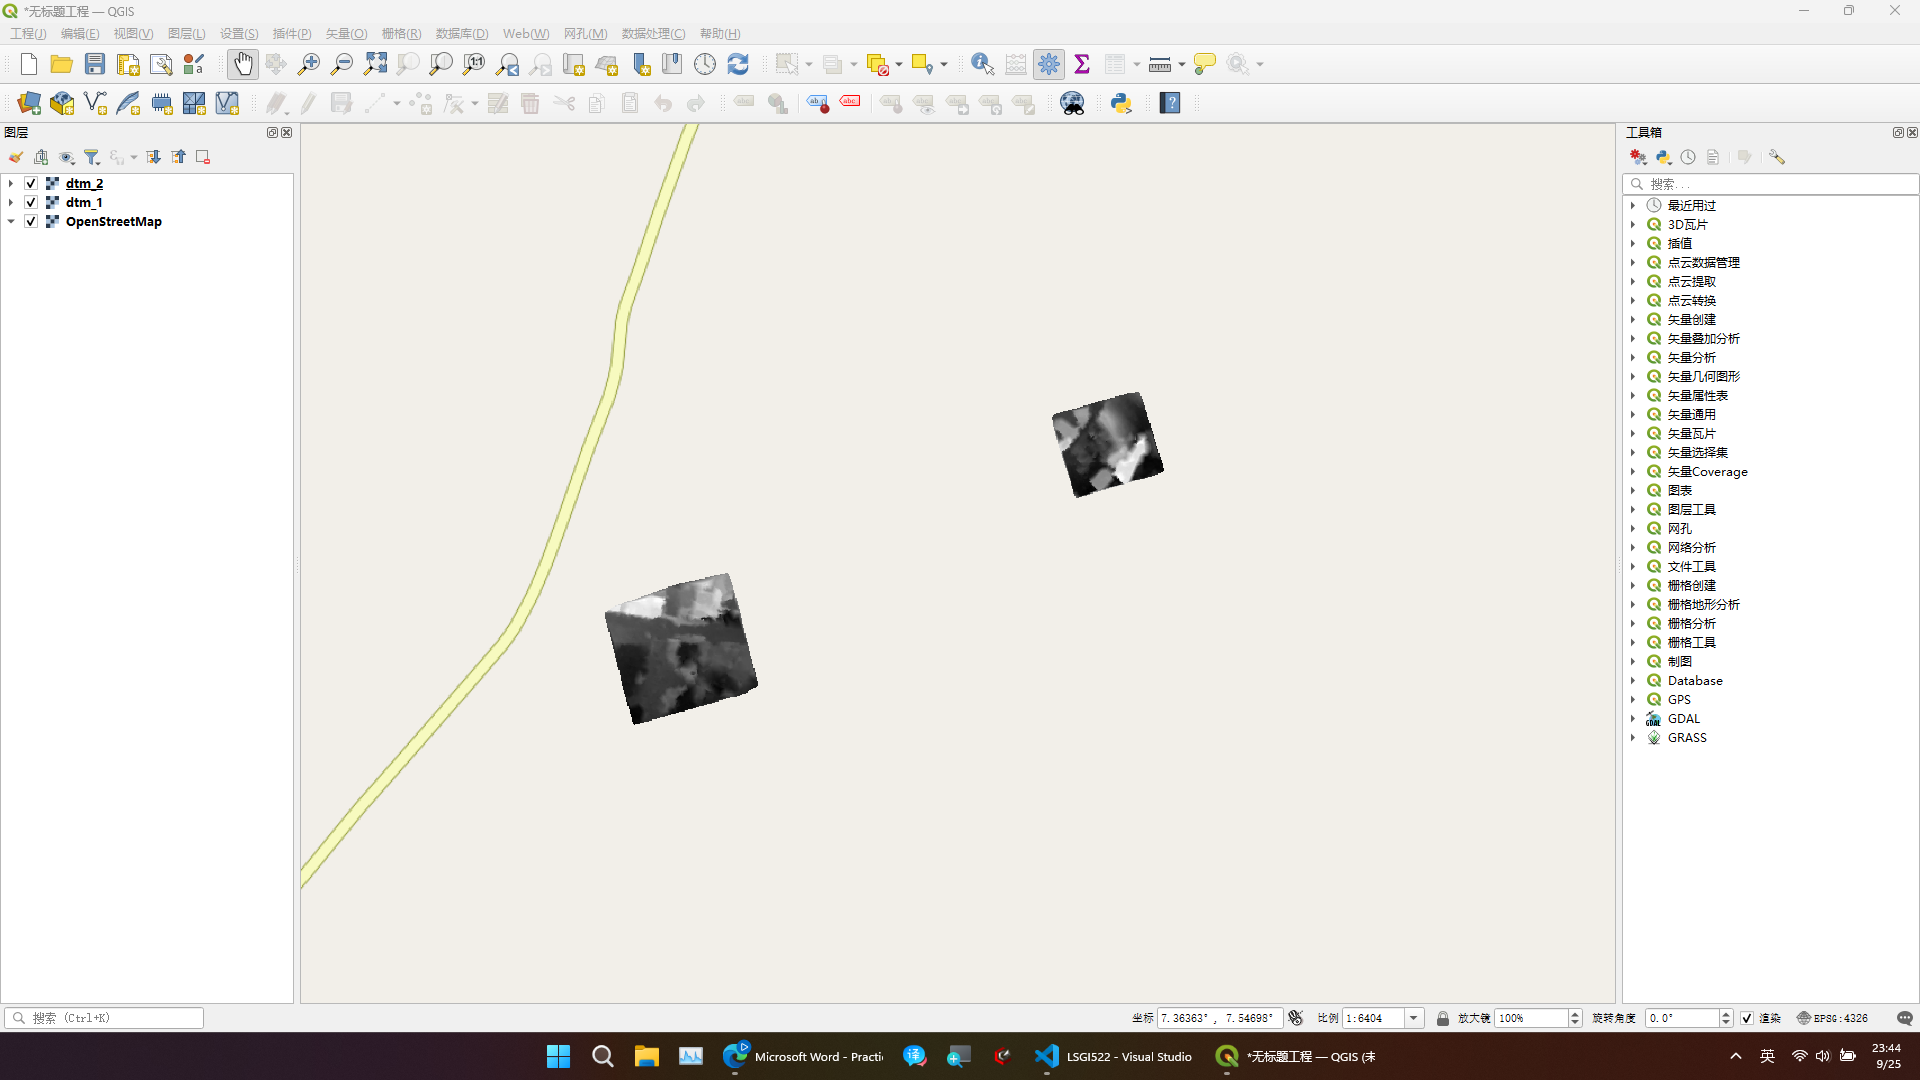 *无标题工程 — QGIS
工程(J) 编辑(E) 视图(V) 图层(L) 设置(S) 插件(P) 矢量(O) 栅格(R) 数据库(D) Web(W) 网孔(M) 数据处理(C) 帮助(H)
图层
dtm_2
dtm_1
OpenStreetMap
工具箱
搜索...
最近用过
3D瓦片
插值
点云数据管理
点云提取
点云转换
矢量创建
矢量叠加分析
矢量分析
矢量几何图形
矢量属性表
矢量通用
矢量瓦片
矢量选择集
矢量Coverage
图表
图层工具
网孔
网络分析
文件工具
栅格创建
栅格地形分析
栅格分析
栅格工具
制图
Database
GPS
GDAL
GRASS
搜索 (Ctrl+K)
坐标 7.36363°, 7.54698° 比例 1:6404 放大镜 100% 旋转角度 0.0° 渲染 EPSG:4326
Microsoft Word - Practi
LSGI522 - Visual Studio
*无标题工程 — QGIS (未
英
23:44
9/25